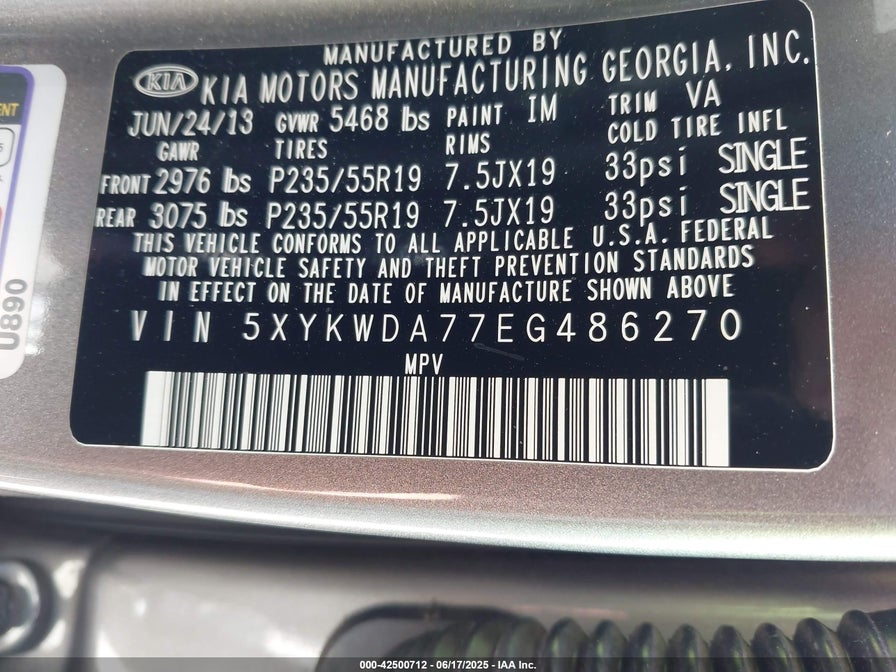 MANUFACTURED BY
KIA KIA MOTORS MANUFACTURING GEORGIA, INC.
JUN/24/13 GVWR 5468 lbs PAINT IM TRIM VA
GAWR TIRES RIMS COLD TIRE INFL
FRONT 2976 lbs P235/55R19 7.5JX19 33psi SINGLE
REAR 3075 lbs P235/55R19 7.5JX19 33psi SINGLE
THIS VEHICLE CONFORMS TO ALL APPLICABLE U.S.A. FEDERAL
MOTOR VEHICLE SAFETY AND THEFT PREVENTION STANDARDS
IN EFFECT ON THE DATE OF MANUFACTURE SHOWN ABOVE
VIN 5XYKWDA77EG486270
MPV
U890
000-42500712 - 06/17/2025 - IAA Inc.